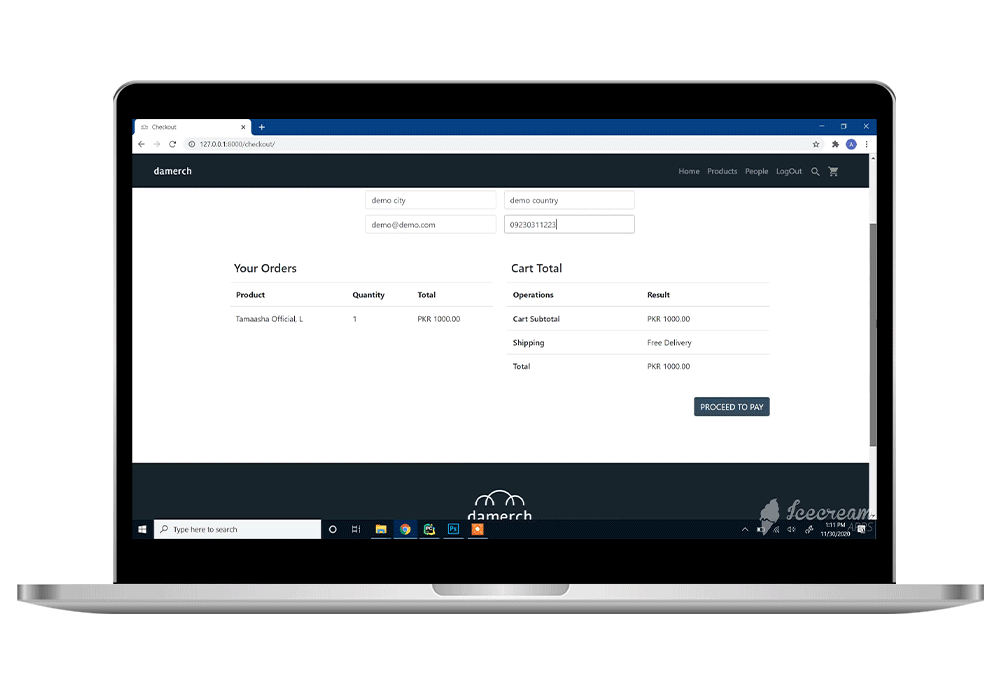 Checkout
127.0.0.1:8000/checkout/
damerch Home Products People LogOut
demo city demo country
demo@demo.com 09230311223
Your Orders Cart Total
Product Quantity Total Operations Result
Tamaasha Official, L 1 PKR 1000.00 Cart Subtotal PKR 1000.00
Shipping Free Delivery
Total PKR 1000.00
PROCEED TO PAY
damerch
Icecream
APPS
Type here to search
PC
Ps
1:11 PM
11/30/2020
A